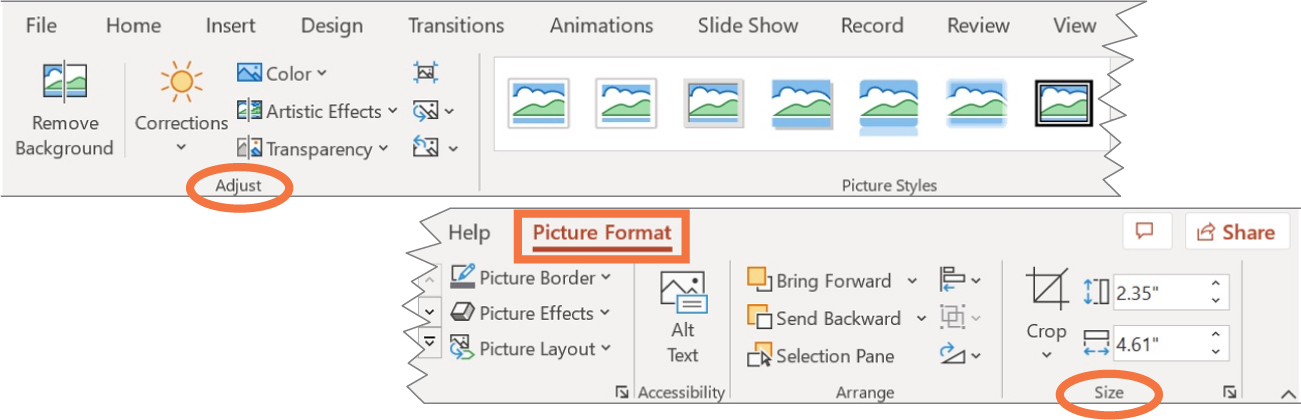 File Home Insert Design Transitions Animations Slide Show Record Review View
Remove
Background
Corrections
Color
Artistic Effects
Transparency
Adjust
Picture Styles
Help Picture Format Share
Picture Border
Picture Effects
Picture Layout
Alt
Text
Accessibility
Bring Forward
Send Backward
Selection Pane
Arrange
Crop
2.35"
4.61"
Size